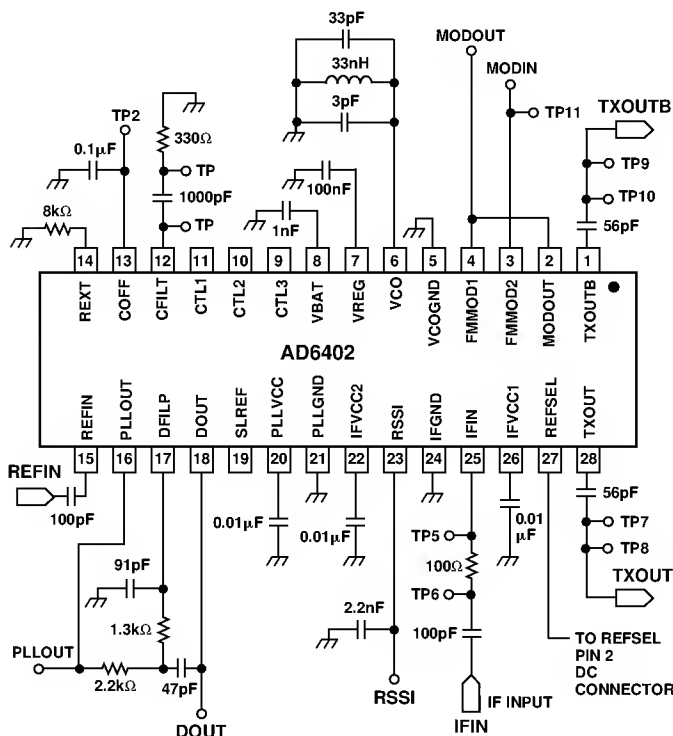 33pF
MODOUT
33nH
MODIN
TXOUTB
TP2
3pF
TP11
0.1µF
330Ω
TP9
TP
100nF
TP10
1000pF
8kΩ
TP
1nF
56pF
14 13 12 11 10 9 8 7 6 5 4 3 2 1
REXT COFF CFILT CTL1 CTL2 CTL3 VBAT VREG VCO VCOGND FMMOD1 FMMOD2 MODOUT TXOUTB
AD6402
REFIN PLLOUT DFILP DOUT SLREF PLLVCC PLLGND IFVCC2 RSSI IFGND IFIN IFVCC1 REFSEL TXOUT
15 16 17 18 19 20 21 22 23 24 25 26 27 28
REFIN
100pF
56pF
0.01µF
0.01µF
0.01
µF
TP5
TP7
100Ω
TP8
91pF
TP6
TXOUT
2.2nF
1.3kΩ
100pF
PLLOUT
TO REFSEL
PIN 2
DC
CONNECTOR
2.2kΩ
47pF
RSSI
IF INPUT
DOUT
IFIN